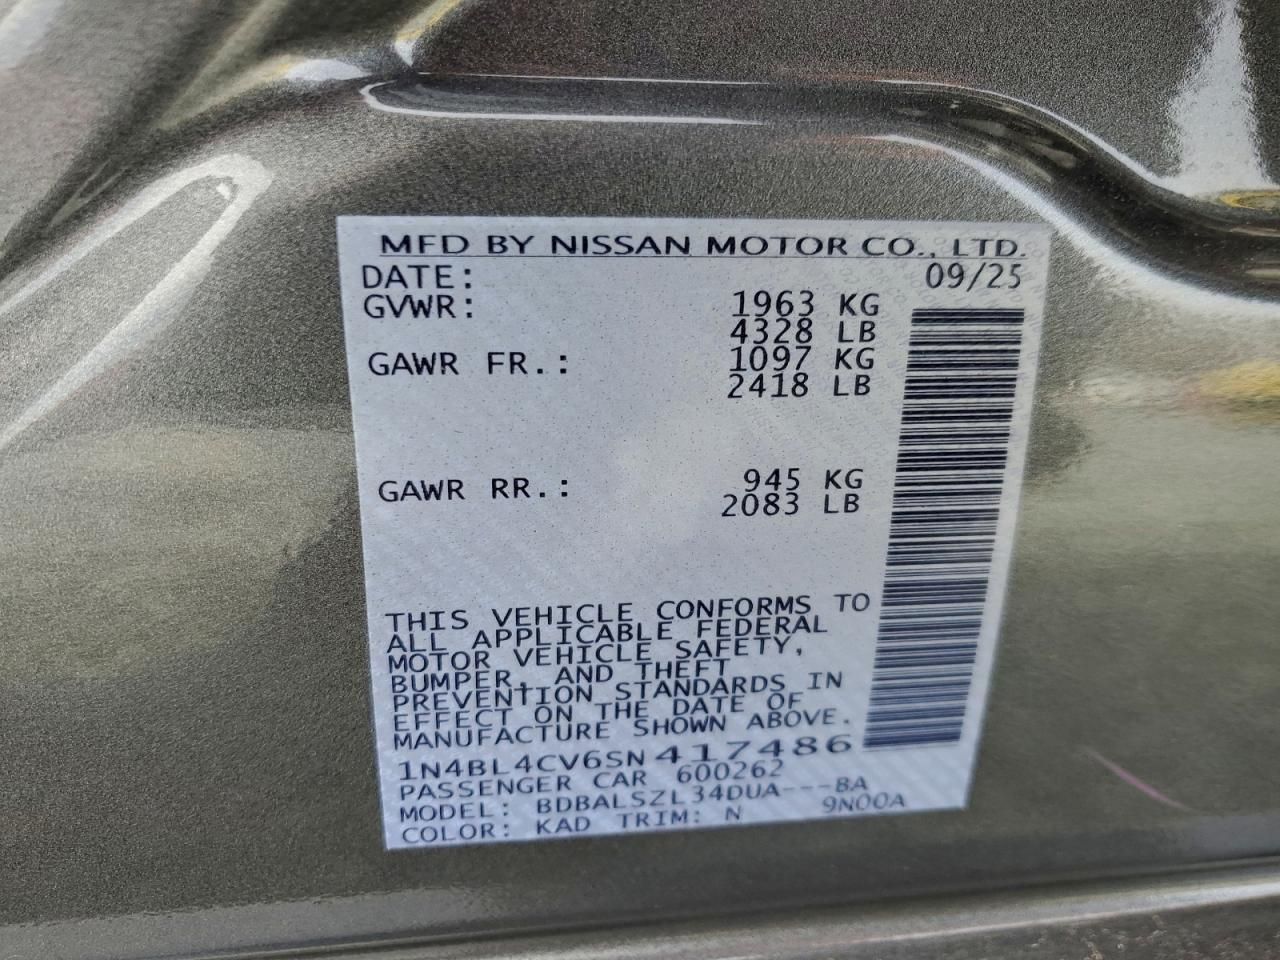 MFD BY NISSAN MOTOR CO., LTD.
DATE: 09/25
GVWR: 1963 KG
4328 LB
GAWR FR.: 1097 KG
2418 LB
GAWR RR.: 945 KG
2083 LB
THIS VEHICLE CONFORMS TO
ALL APPLICABLE FEDERAL
MOTOR VEHICLE SAFETY,
BUMPER, AND THEFT
PREVENTION STANDARDS IN
EFFECT ON THE DATE OF
MANUFACTURE SHOWN ABOVE.
1N4BL4CV6SN417486
PASSENGER CAR 600262
MODEL: BDBALSZL34DUA---BA
COLOR: KAD TRIM: N 9N00A